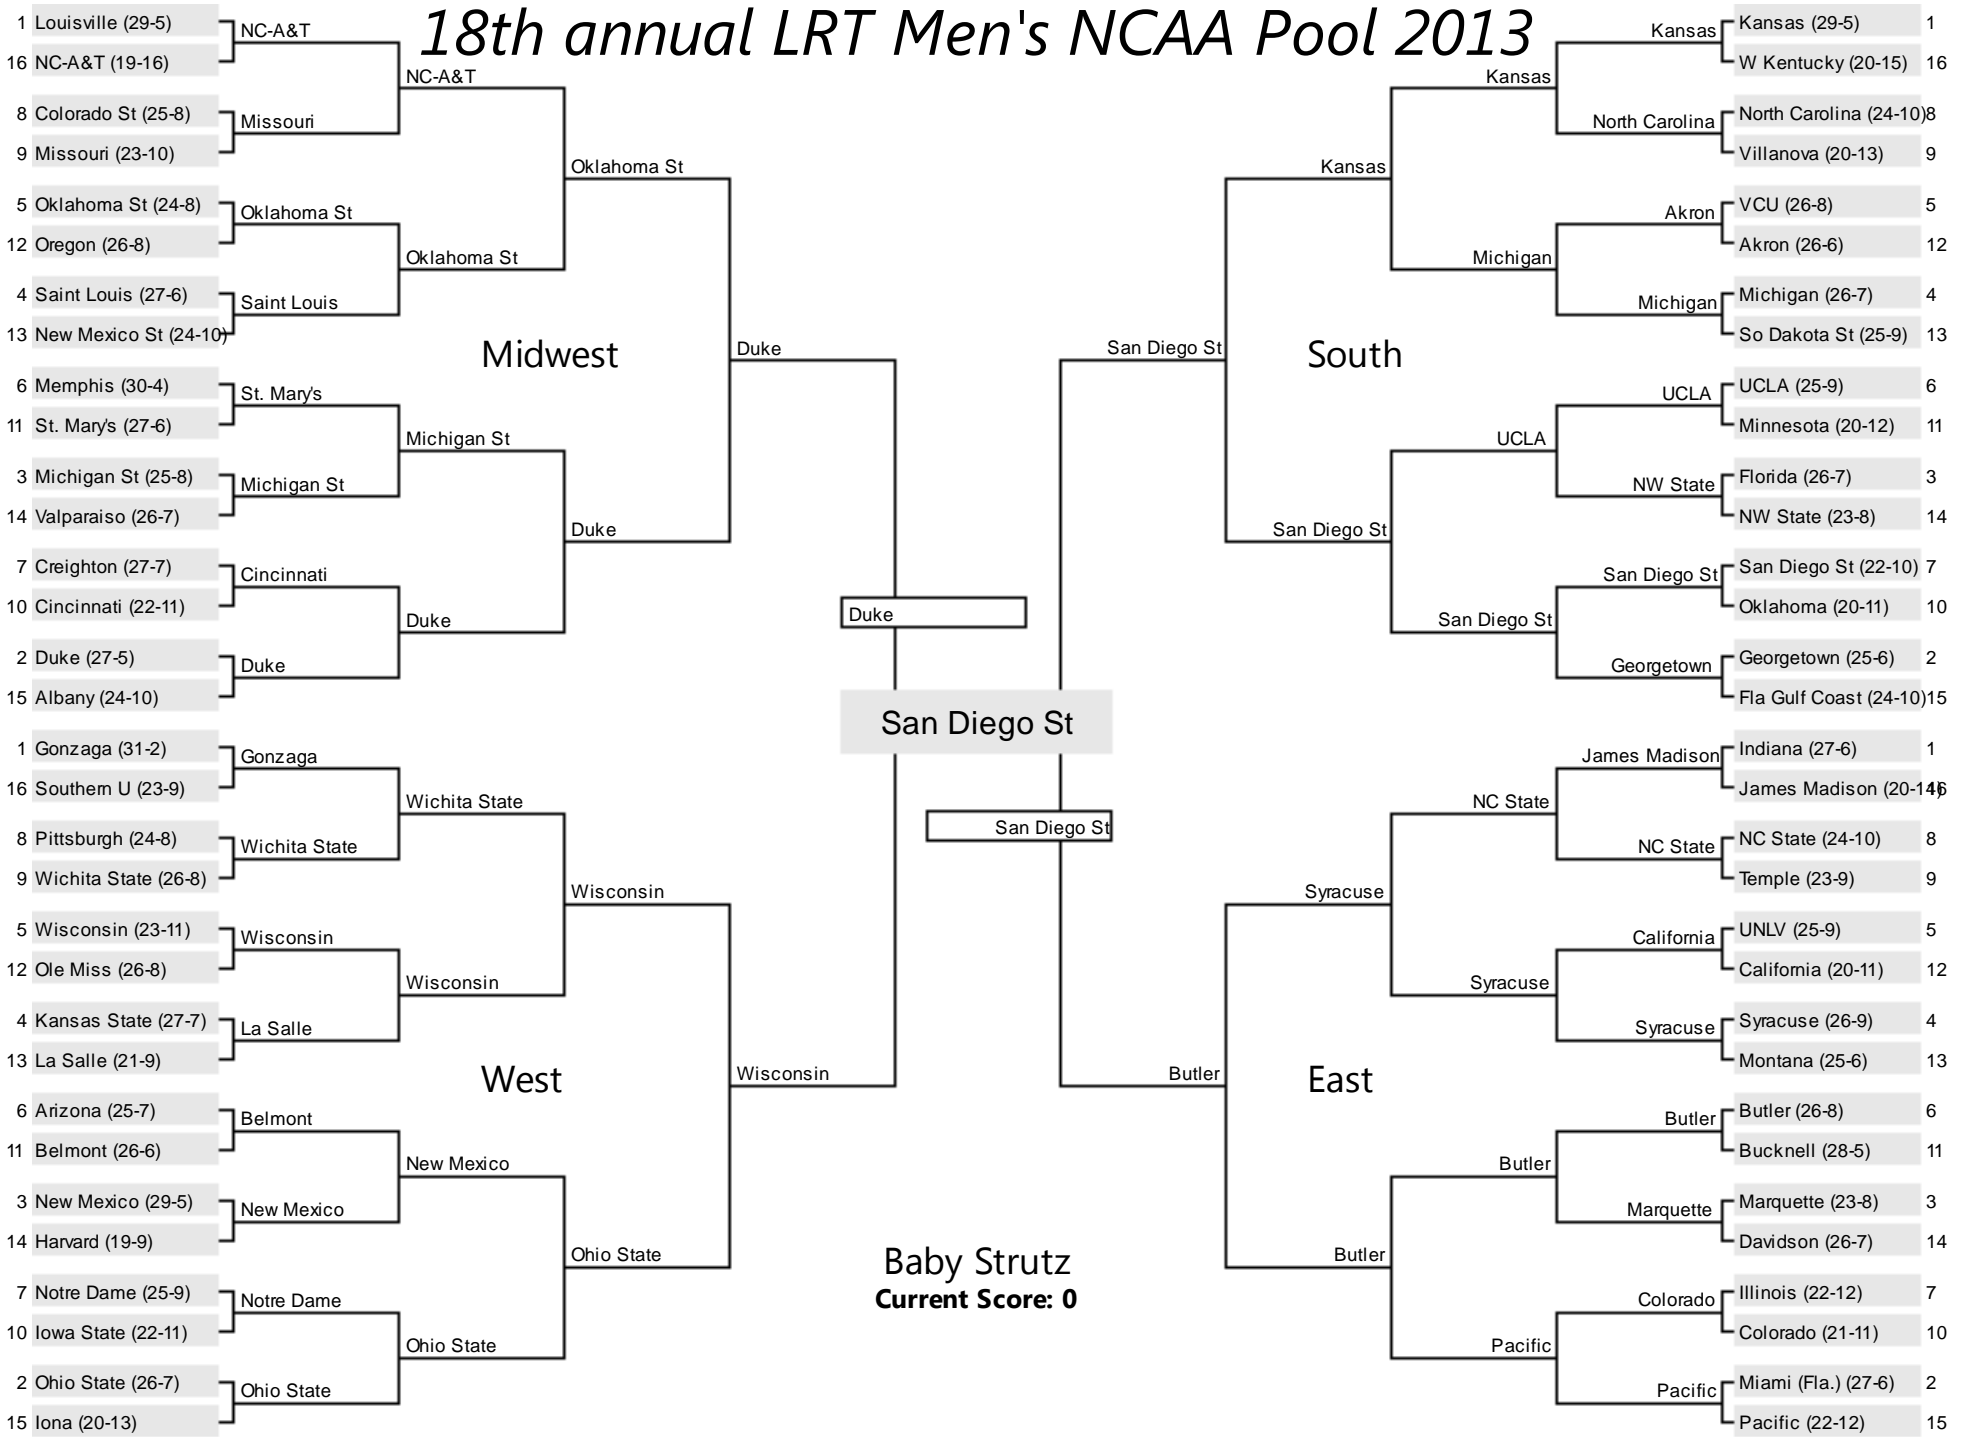 18th annual LRT Men's NCAA Pool 2013
1 Louisville (29-5)
16 NC-A&T (19-16)
8 Colorado St (25-8)
9 Missouri (23-10)
5 Oklahoma St (24-8)
12 Oregon (26-8)
4 Saint Louis (27-6)
13 New Mexico St (24-10)
6 Memphis (30-4)
11 St. Mary's (27-6)
3 Michigan St (25-8)
14 Valparaiso (26-7)
7 Creighton (27-7)
10 Cincinnati (22-11)
2 Duke (27-5)
15 Albany (24-10)
NC-A&T
Missouri
Oklahoma St
Saint Louis
St. Mary's
Michigan St
Cincinnati
Duke
NC-A&T
Oklahoma St
Michigan St
Duke
Oklahoma St
Duke
Midwest
Duke
1 Gonzaga (31-2)
16 Southern U (23-9)
8 Pittsburgh (24-8)
9 Wichita State (26-8)
5 Wisconsin (23-11)
12 Ole Miss (26-8)
4 Kansas State (27-7)
13 La Salle (21-9)
6 Arizona (25-7)
11 Belmont (26-6)
3 New Mexico (29-5)
14 Harvard (19-9)
7 Notre Dame (25-9)
10 Iowa State (22-11)
2 Ohio State (26-7)
15 Iona (20-13)
Gonzaga
Wichita State
Wisconsin
La Salle
Belmont
New Mexico
Notre Dame
Ohio State
Wichita State
Wisconsin
New Mexico
Ohio State
Wisconsin
Ohio State
West
Wisconsin
Duke
San Diego St
San Diego St
Baby Strutz
Current Score: 0
San Diego St
South
Kansas
San Diego St
Kansas
Michigan
UCLA
San Diego St
Kansas
North Carolina
Akron
Michigan
UCLA
NW State
San Diego St
Georgetown
Kansas (29-5) 1
W Kentucky (20-15) 16
North Carolina (24-10) 8
Villanova (20-13) 9
VCU (26-8) 5
Akron (26-6) 12
Michigan (26-7) 4
So Dakota St (25-9) 13
UCLA (25-9) 6
Minnesota (20-12) 11
Florida (26-7) 3
NW State (23-8) 14
San Diego St (22-10) 7
Oklahoma (20-11) 10
Georgetown (25-6) 2
Fla Gulf Coast (24-10) 15
Butler
East
Syracuse
Butler
NC State
Syracuse
Butler
Pacific
James Madison
NC State
California
Syracuse
Butler
Marquette
Colorado
Pacific
Indiana (27-6) 1
James Madison (20-14) 16
NC State (24-10) 8
Temple (23-9) 9
UNLV (25-9) 5
California (20-11) 12
Syracuse (26-9) 4
Montana (25-6) 13
Butler (26-8) 6
Bucknell (28-5) 11
Marquette (23-8) 3
Davidson (26-7) 14
Illinois (22-12) 7
Colorado (21-11) 10
Miami (Fla.) (27-6) 2
Pacific (22-12) 15